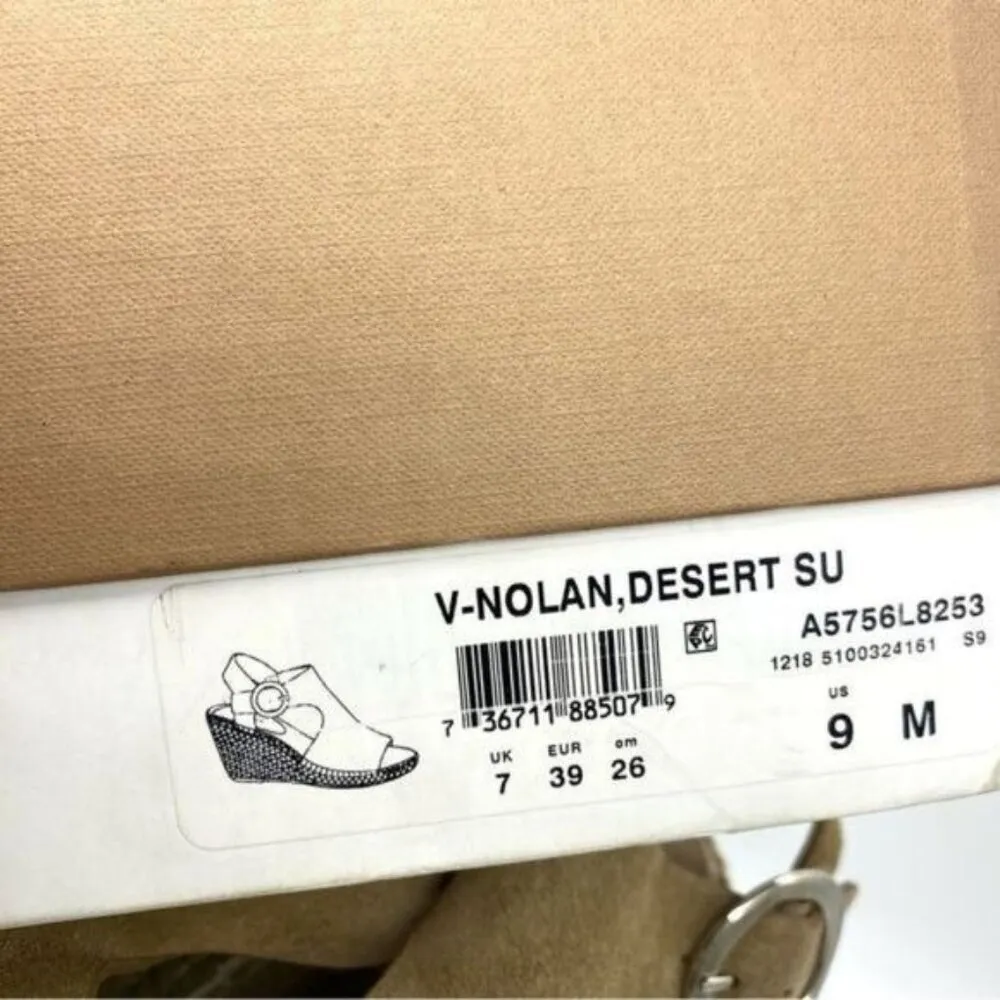 V-NOLAN,DESERT SU
A5756L8253
1218 5100324161 S9
7 36711 88507 9
UK EUR cm
7 39 26
US
9 M